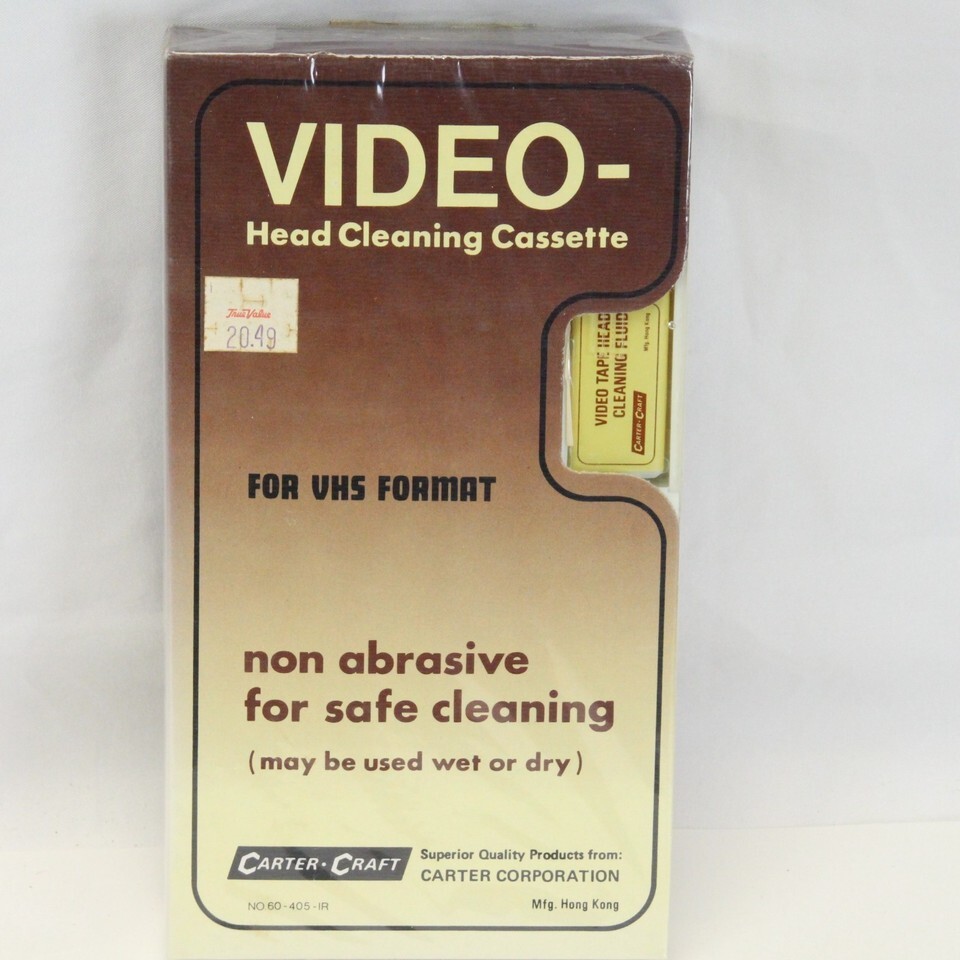 VIDEO-
Head Cleaning Cassette
True Value
20.49
VIDEO TAPE HEAD
CLEANING FLUID
Mfg. Hong Kong
CARTER·CRAFT
FOR VHS FORMAT
non abrasive
for safe cleaning
(may be used wet or dry)
CARTER·CRAFT
Superior Quality Products from:
CARTER CORPORATION
NO.60-405-IR
Mfg. Hong Kong